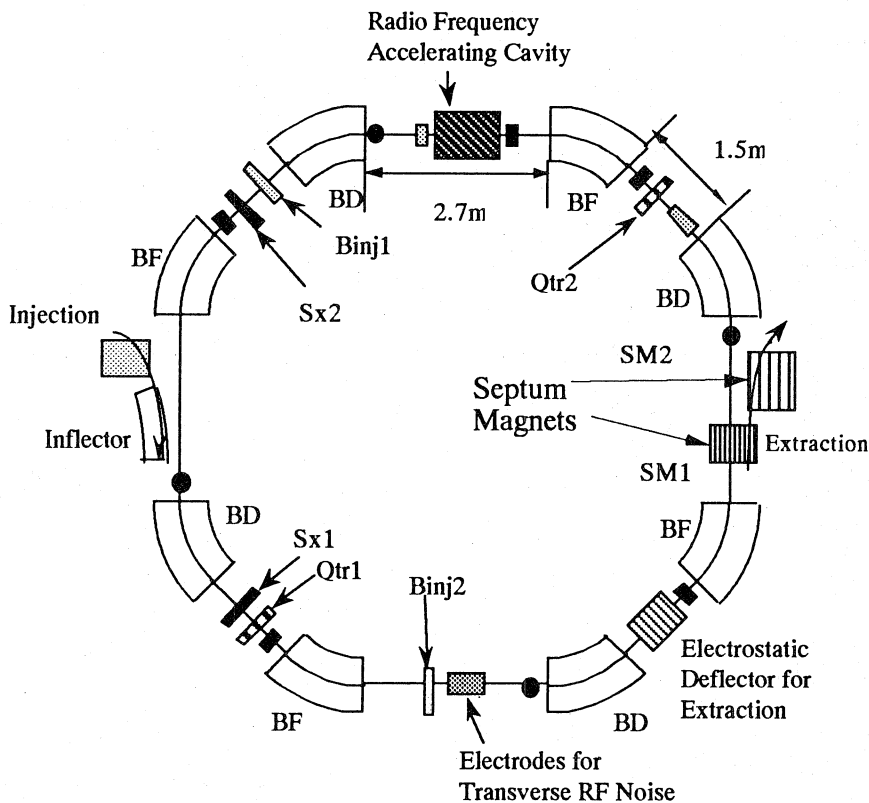 Radio Frequency
Accelerating Cavity
1.5m
BD
2.7m
BF
BF
Binj1
Qtr2
Sx2
BD
Injection
SM2
Septum
Magnets
Inflector
Extraction
SM1
BD
BF
Sx1
Qtr1
Binj2
Electrostatic
Deflector for
Extraction
BF
BD
Electrodes for
Transverse RF Noise